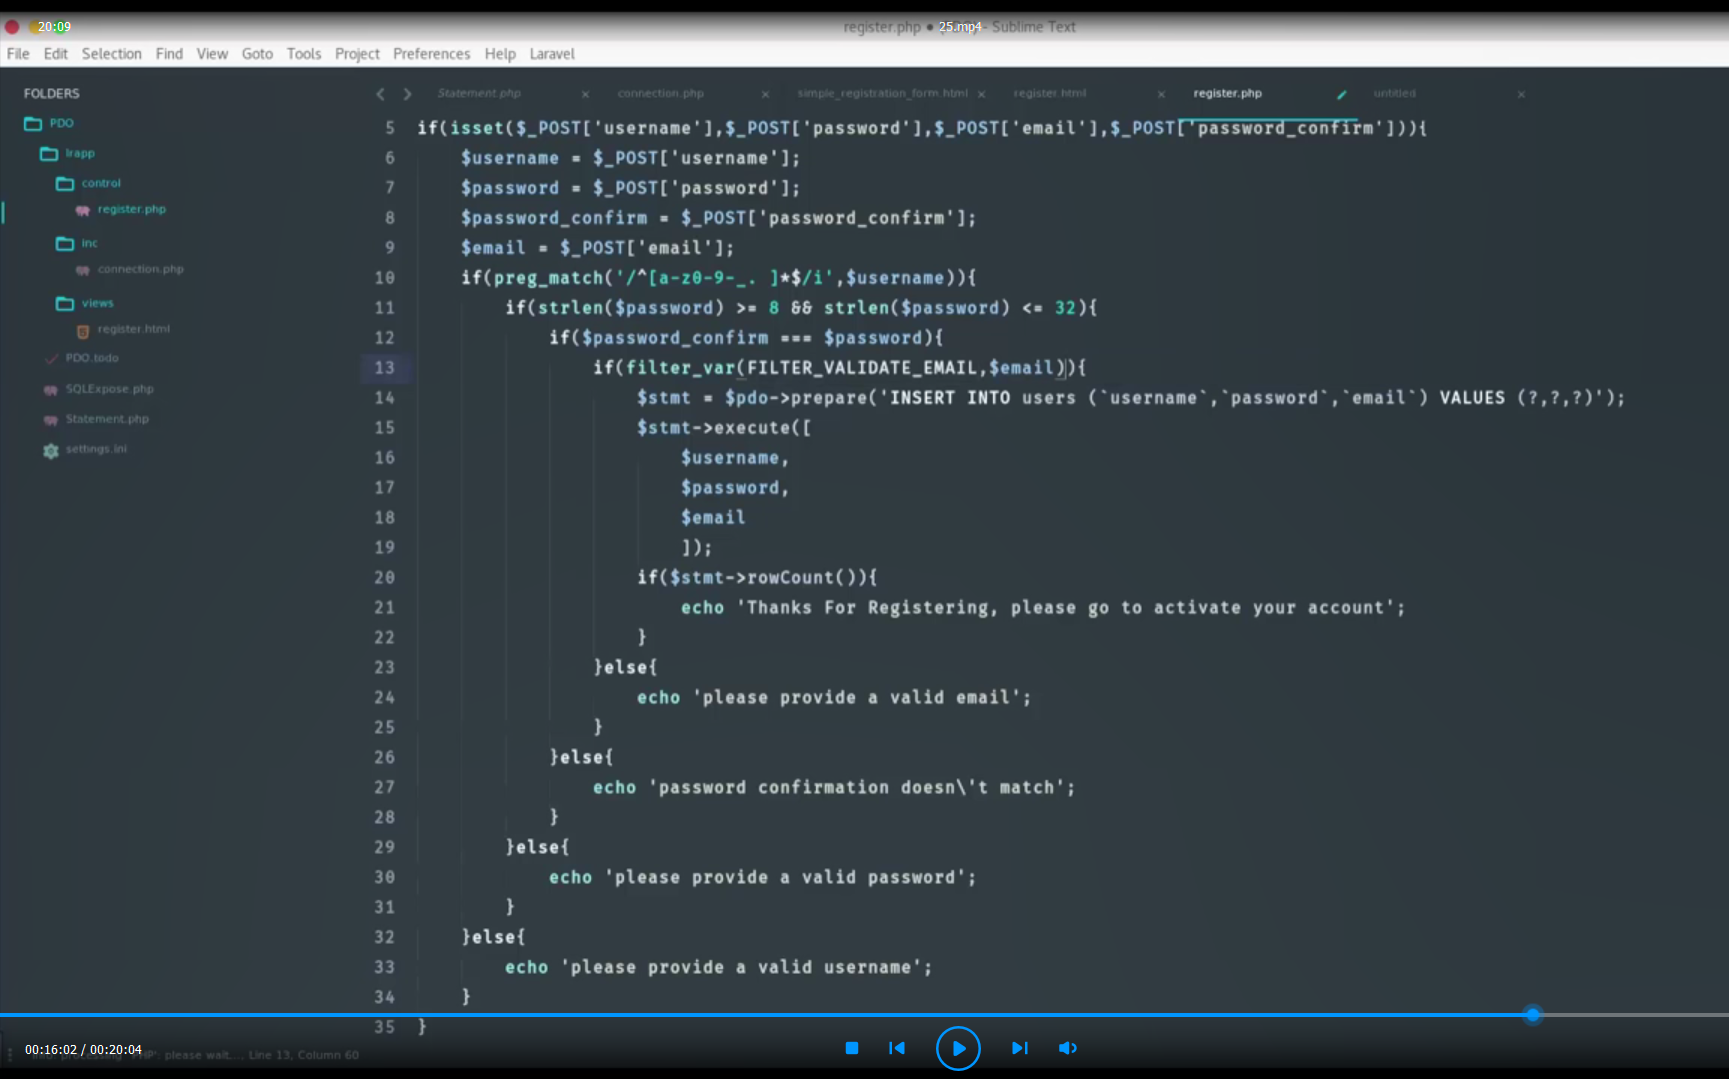 20:09
register.php • - Sublime Text
25.mp4
File Edit Selection Find View Goto Tools Project Preferences Help Laravel
FOLDERS
PDO
lrapp
control
register.php
inc
connection.php
views
register.html
PDO.todo
SQLExpose.php
Statement.php
settings.ini
Statement.php connection.php simple_registration_form.html register.html register.php untitled
5 if(isset($_POST['username'],$_POST['password'],$_POST['email'],$_POST['password_confirm'])){
6 $username = $_POST['username'];
7 $password = $_POST['password'];
8 $password_confirm = $_POST['password_confirm'];
9 $email = $_POST['email'];
10 if(preg_match('/^[a-z0-9-_. ]*$/i',$username)){
11 if(strlen($password) >= 8 && strlen($password) <= 32){
12 if($password_confirm === $password){
13 if(filter_var(FILTER_VALIDATE_EMAIL,$email)){
14 $stmt = $pdo->prepare('INSERT INTO users (`username`,`password`,`email`) VALUES (?,?,?)');
15 $stmt->execute([
16 $username,
17 $password,
18 $email
19 ]);
20 if($stmt->rowCount()){
21 echo 'Thanks For Registering, please go to activate your account';
22 }
23 }else{
24 echo 'please provide a valid email';
25 }
26 }else{
27 echo 'password confirmation doesn\'t match';
28 }
29 }else{
30 echo 'please provide a valid password';
31 }
32 }else{
33 echo 'please provide a valid username';
34 }
35 }
00:16:02 / 00:20:04
please wait..., Line 13, Column 60